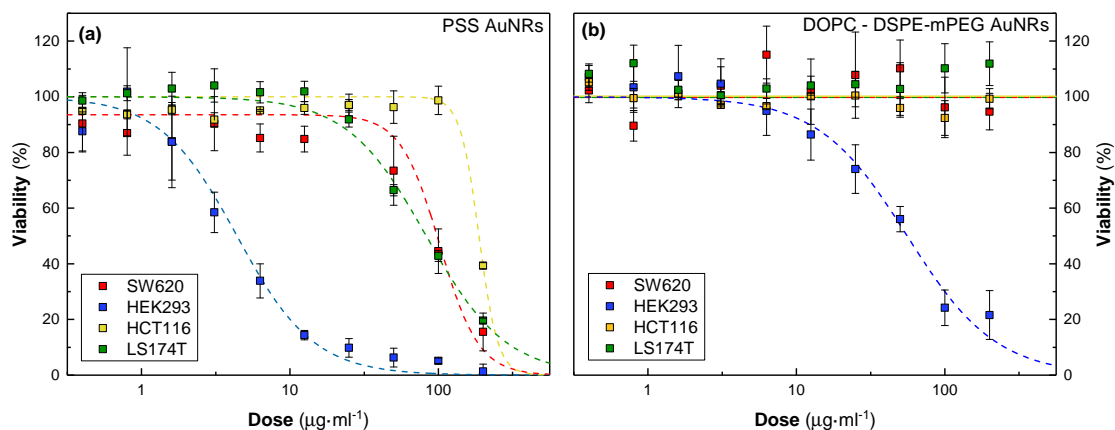 (a)
PSS AuNRs
120
100
80
60
40
20
0
Viability (%)
SW620
HEK293
HCT116
LS174T
1
10
100
Dose (µg·ml⁻¹)
(b)
DOPC - DSPE-mPEG AuNRs
SW620
HEK293
HCT116
LS174T
1
10
100
Dose (µg·ml⁻¹)
120
100
80
60
40
20
0
Viability (%)